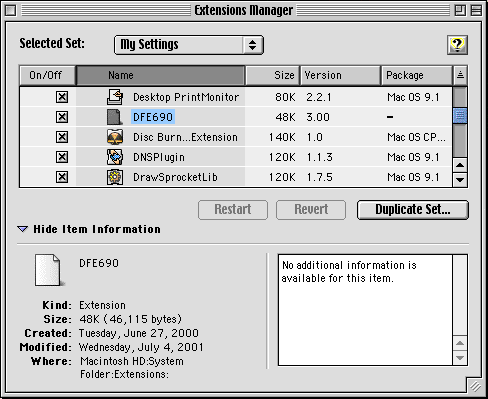 Extensions Manager
Selected Set: My Settings
On/Off Name Size Version Package
Desktop PrintMonitor 80K 2.2.1 Mac OS 9.1
DFE690 48K 3.00 –
Disc Burn...Extension 140K 1.0 Mac OS CP...
DNSPlugin 120K 1.1.3 Mac OS 9.1
DrawSprocketLib 120K 1.7.5 Mac OS 9.1
Restart Revert Duplicate Set...
Hide Item Information
DFE690
Kind: Extension
Size: 48K (46,115 bytes)
Created: Tuesday, June 27, 2000
Modified: Wednesday, July 4, 2001
Where: Macintosh HD:System
Folder:Extensions:
No additional information is
available for this item.